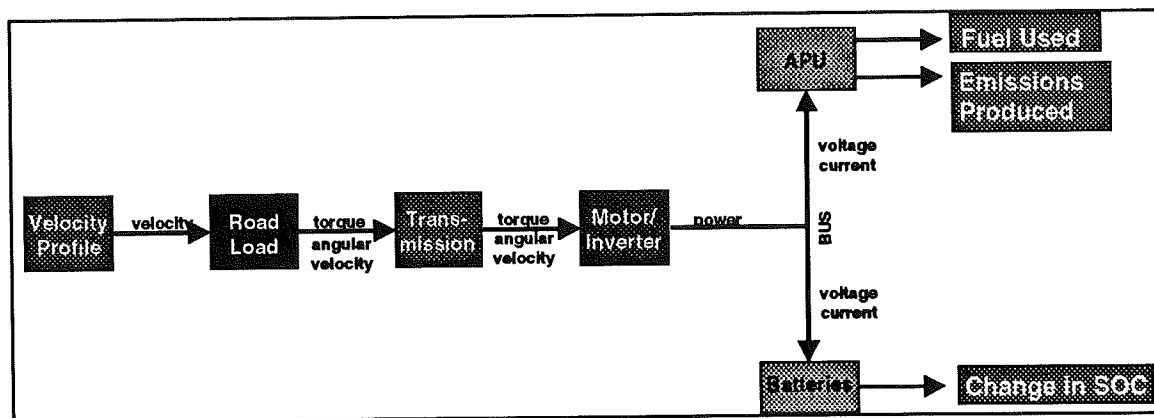 APU
Fuel Used
Emissions
Produced
voltage
current
Velocity
Profile
velocity
Road
Load
torque
angular
velocity
Trans-
mission
torque
angular
velocity
Motor/
Inverter
power
BUS
voltage
current
Batteries
Change in SOC